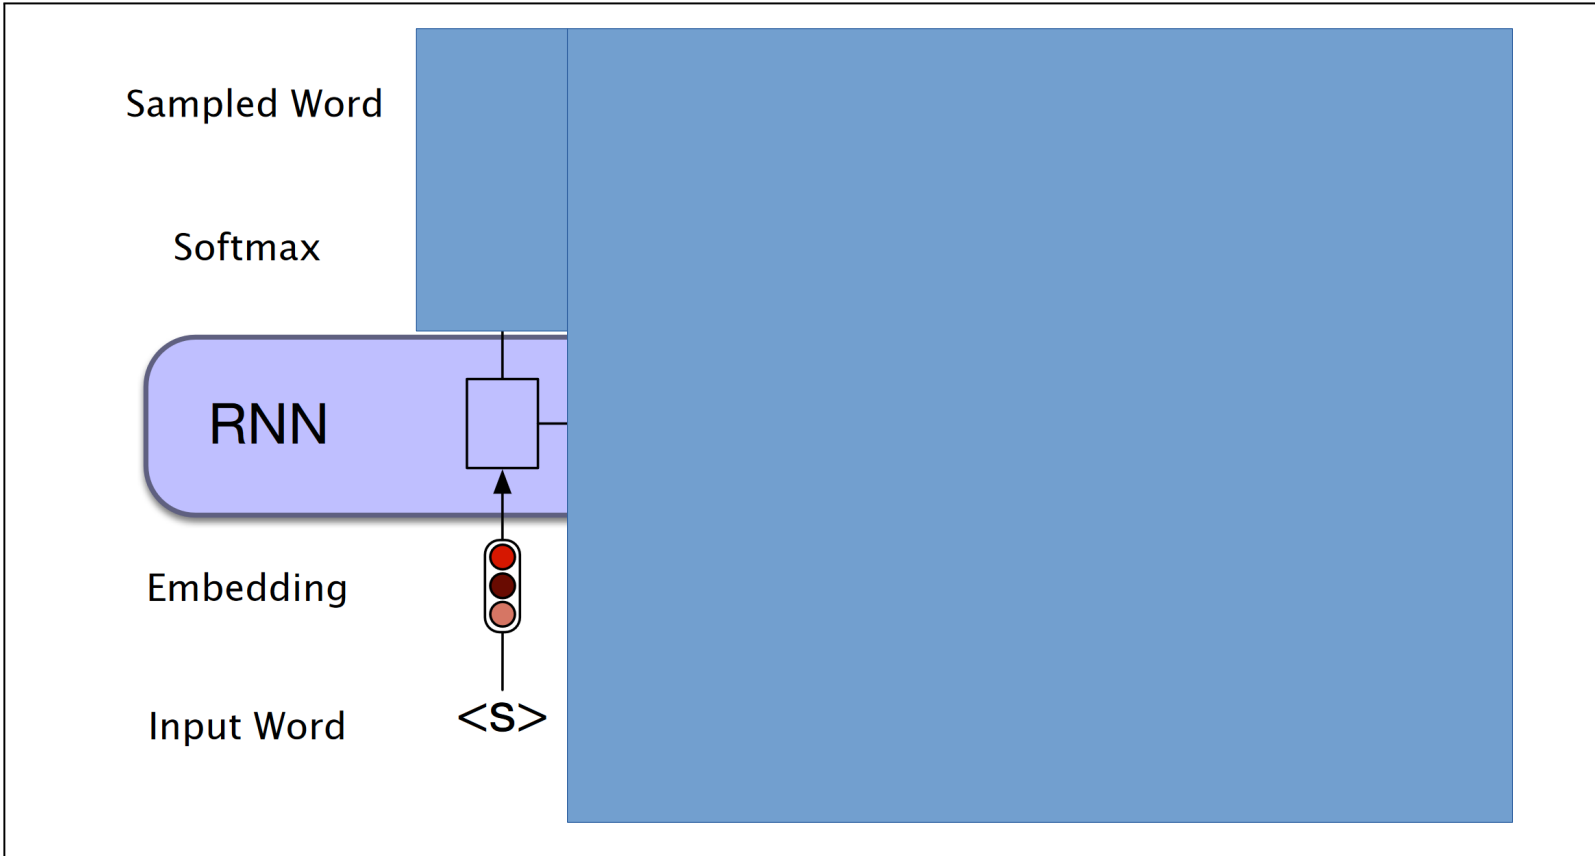 Sampled Word
Softmax
RNN
Embedding
Input Word
<s>